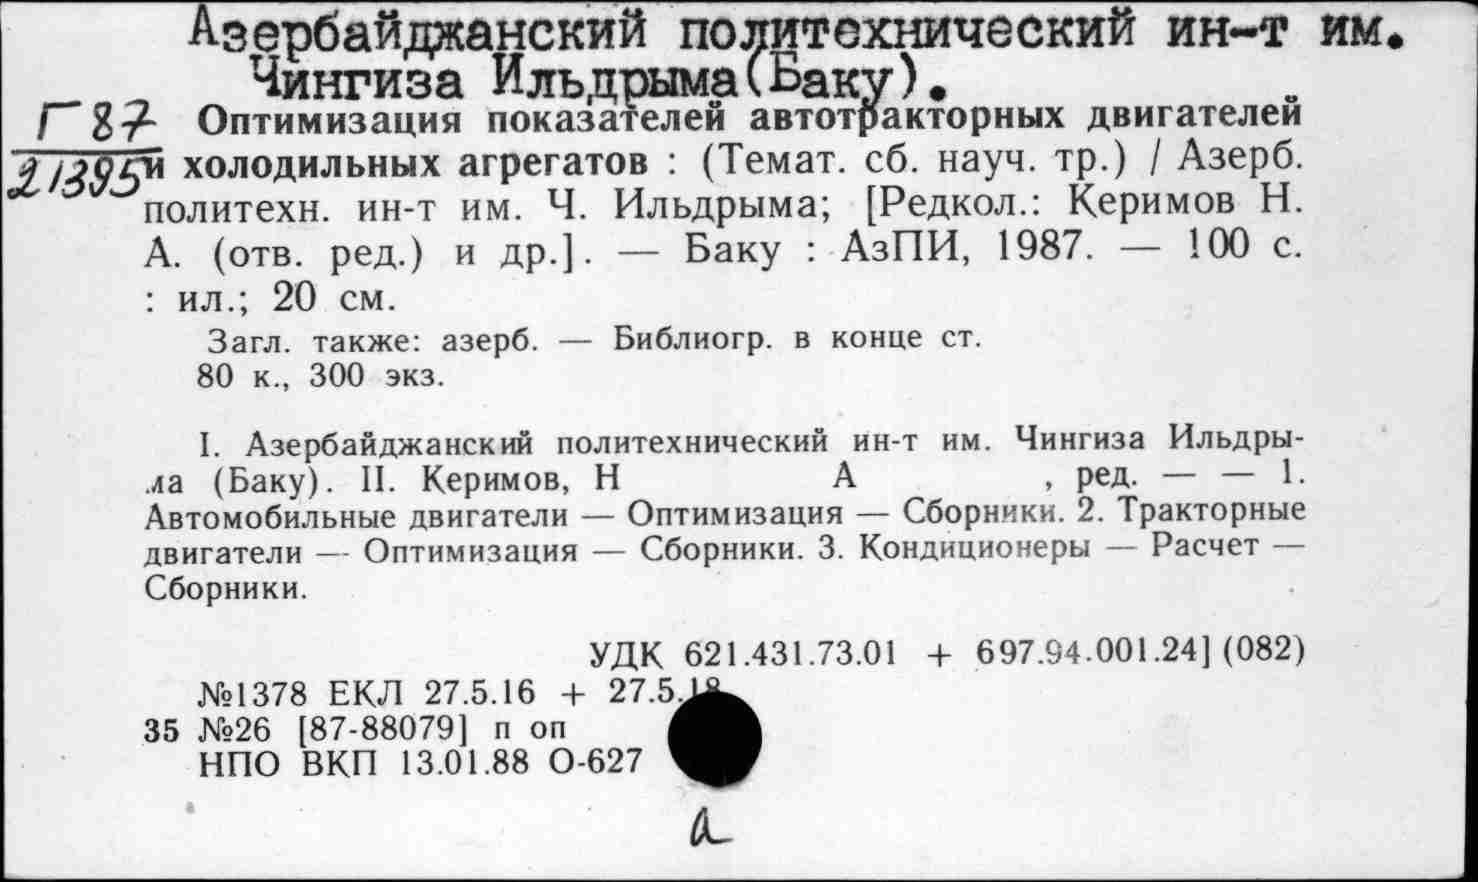 Азербайджанский политехнический ин-т им.
Чингиза Ильдрыма(Баку).
Г 87
21395
Оптимизация показателей автотракторных двигателей
и холодильных агрегатов : (Темат. сб. науч. тр.) / Азерб.
политехн. ин-т им. Ч. Ильдрыма; [Редкол.: Керимов Н.
А. (отв. ред.) и др.]. — Баку : АзПИ, 1987. — 100 с.
: ил.; 20 см.
Загл. также: азерб. — Библиогр. в конце ст.
80 к., 300 экз.
I. Азербайджанский политехнический ин-т им. Чингиза Ильдры-
ма (Баку). II. Керимов, Н А , ред. — — 1.
Автомобильные двигатели — Оптимизация — Сборники. 2. Тракторные
двигатели — Оптимизация — Сборники. 3. Кондиционеры — Расчет —
Сборники.
УДК 621.431.73.01 + 697.94.001.24] (082)
№1378 ЕКЛ 27.5.16 + 27.5.18
35 №26 [87-88079] п оп
НПО ВКП 13.01.88 О-627